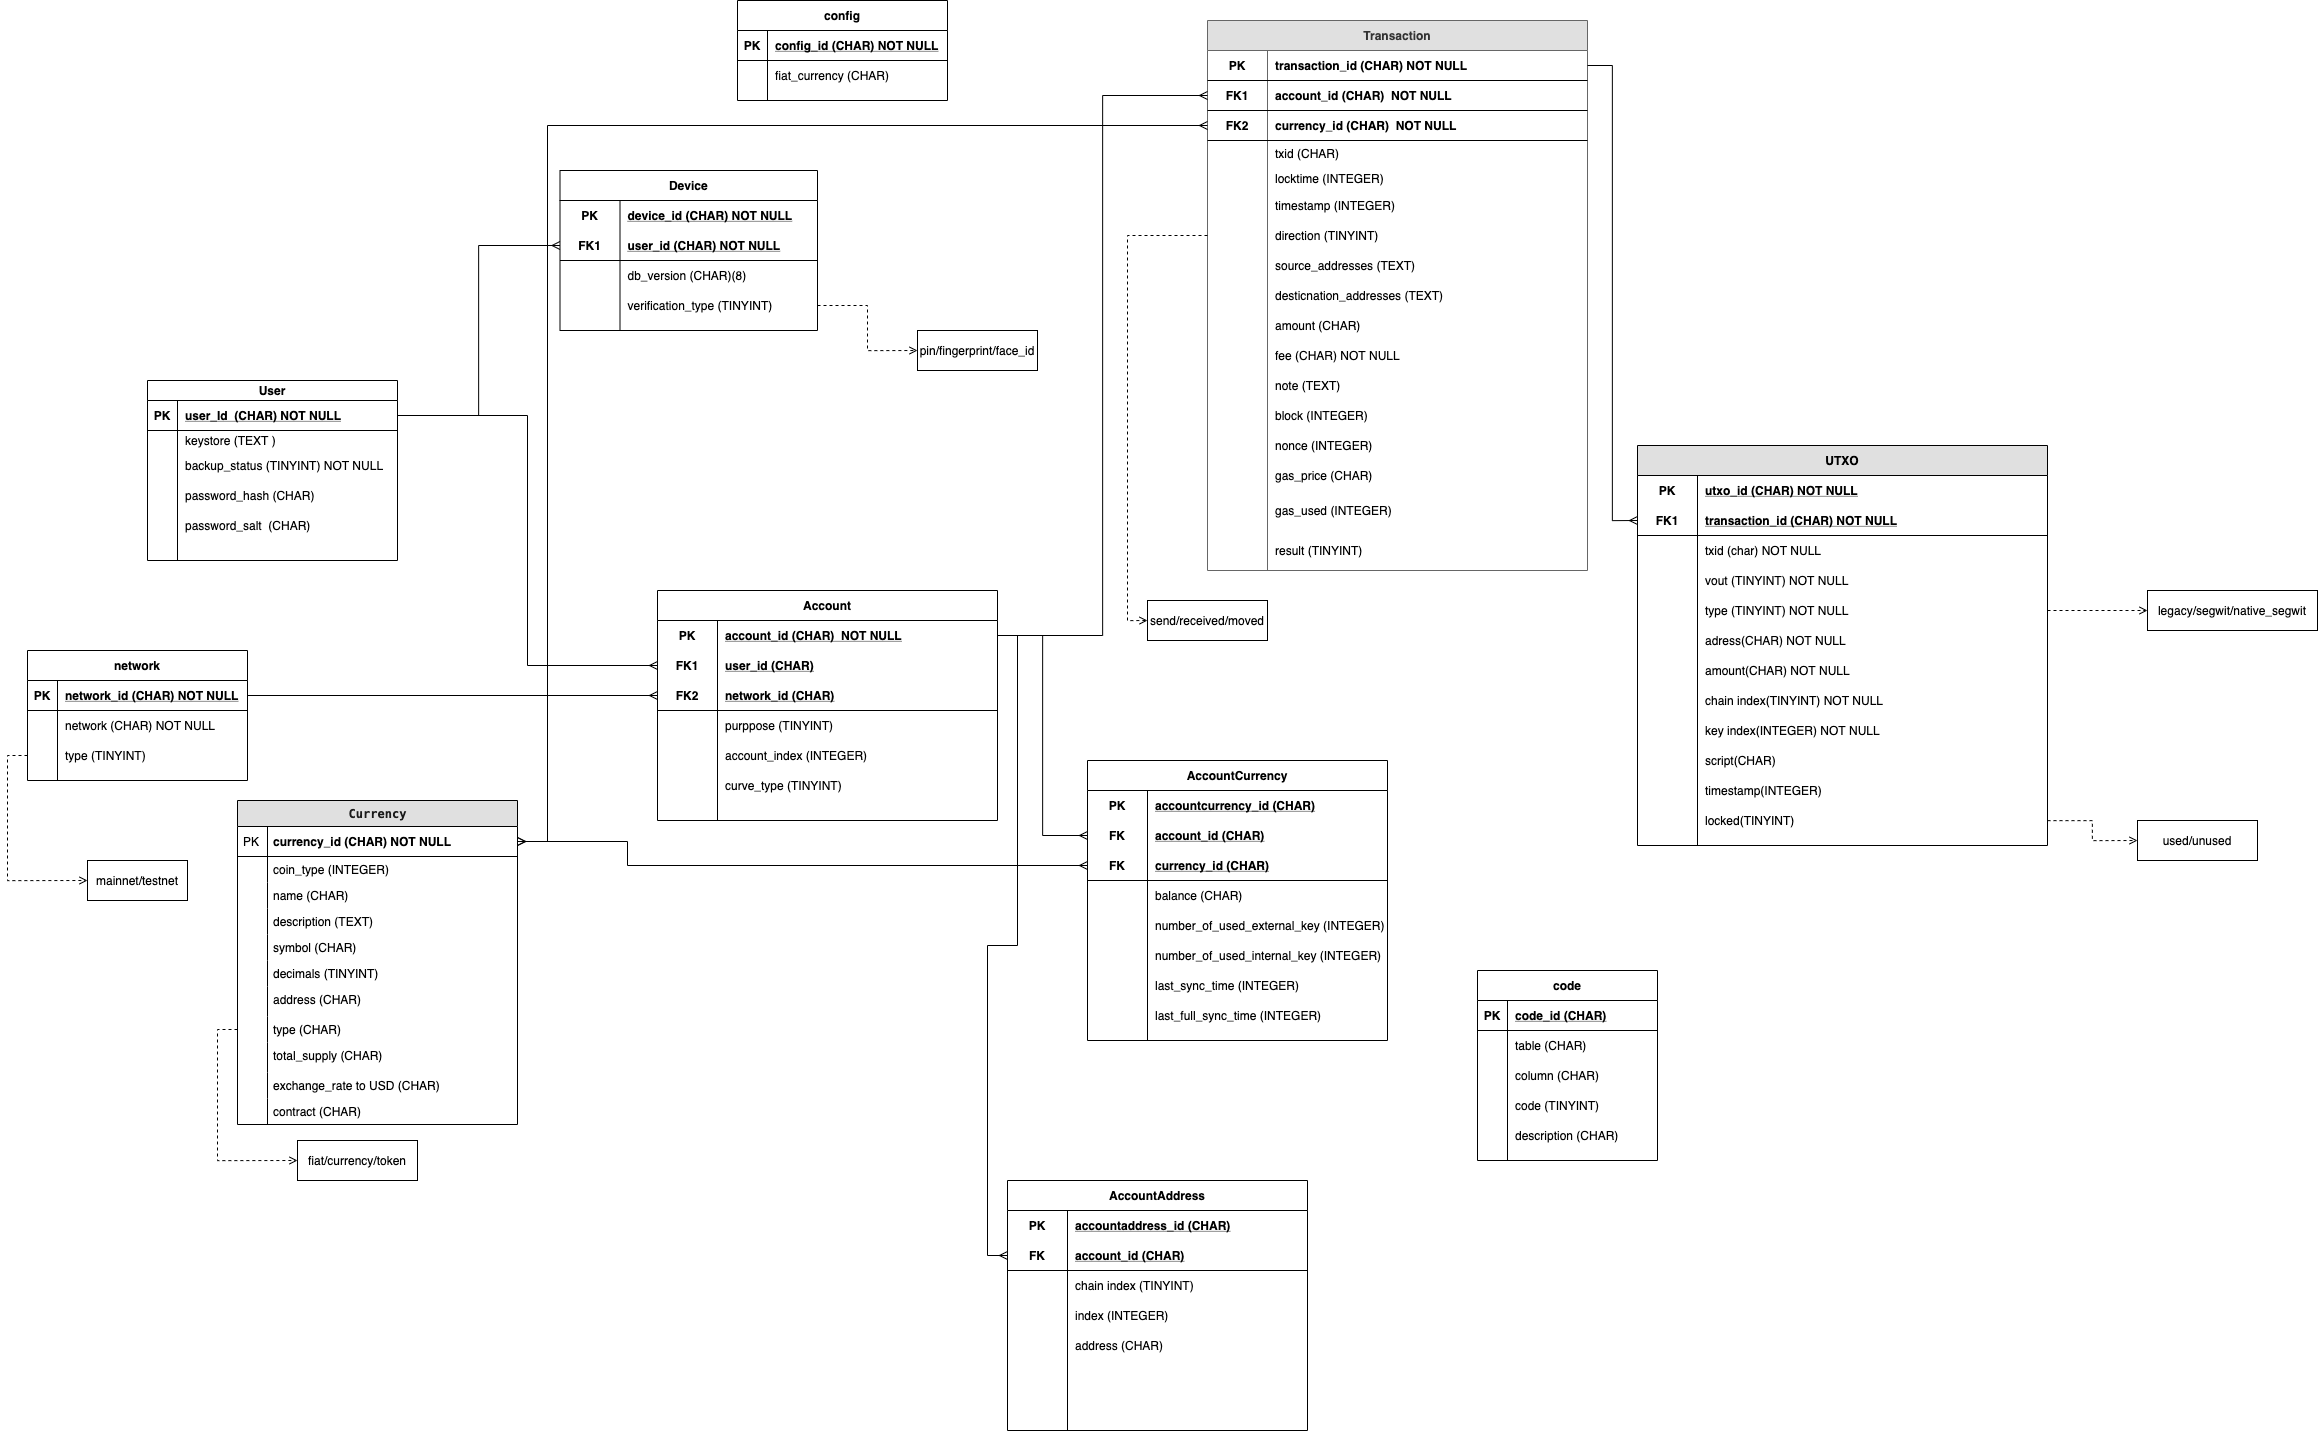 config
PK config_id (CHAR) NOT NULL
fiat_currency (CHAR)
Transaction
PK transaction_id (CHAR) NOT NULL
FK1 account_id (CHAR)  NOT NULL
FK2 currency_id (CHAR)  NOT NULL
txid (CHAR)
locktime (INTEGER)
timestamp (INTEGER)
direction (TINYINT)
source_addresses (TEXT)
desticnation_addresses (TEXT)
amount (CHAR)
fee (CHAR) NOT NULL
note (TEXT)
block (INTEGER)
nonce (INTEGER)
gas_price (CHAR)
gas_used (INTEGER)
result (TINYINT)
Device
PK device_id (CHAR) NOT NULL
FK1 user_id (CHAR) NOT NULL
db_version (CHAR)(8)
verification_type (TINYINT)
pin/fingerprint/face_id
User
PK user_id  (CHAR) NOT NULL
keystore (TEXT )
backup_status (TINYINT) NOT NULL
password_hash (CHAR)
password_salt  (CHAR)
UTXO
PK utxo_id (CHAR) NOT NULL
FK1 transaction_id (CHAR) NOT NULL
txid (char) NOT NULL
vout (TINYINT) NOT NULL
type (TINYINT) NOT NULL
adress(CHAR) NOT NULL
amount(CHAR) NOT NULL
chain index(TINYINT) NOT NULL
key index(INTEGER) NOT NULL
script(CHAR)
timestamp(INTEGER)
locked(TINYINT)
legacy/segwit/native_segwit
used/unused
send/received/moved
Account
PK account_id (CHAR)  NOT NULL
FK1 user_id (CHAR)
FK2 network_id (CHAR)
purppose (TINYINT)
account_index (INTEGER)
curve_type (TINYINT)
network
PK network_id (CHAR) NOT NULL
network (CHAR) NOT NULL
type (TINYINT)
mainnet/testnet
Currency
PK currency_id (CHAR) NOT NULL
coin_type (INTEGER)
name (CHAR)
description (TEXT)
symbol (CHAR)
decimals (TINYINT)
address (CHAR)
type (CHAR)
total_supply (CHAR)
exchange_rate to USD (CHAR)
contract (CHAR)
fiat/currency/token
AccountCurrency
PK accountcurrency_id (CHAR)
FK account_id (CHAR)
FK currency_id (CHAR)
balance (CHAR)
number_of_used_external_key (INTEGER)
number_of_used_internal_key (INTEGER)
last_sync_time (INTEGER)
last_full_sync_time (INTEGER)
code
PK code_id (CHAR)
table (CHAR)
column (CHAR)
code (TINYINT)
description (CHAR)
AccountAddress
PK accountaddress_id (CHAR)
FK account_id (CHAR)
chain index (TINYINT)
index (INTEGER)
address (CHAR)